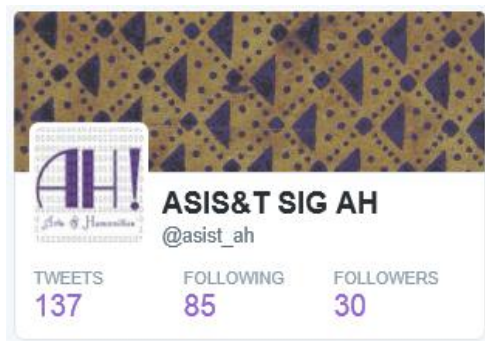 AH!
Arts & Humanities
ASIS&T SIG AH
@asist_ah
TWEETS FOLLOWING FOLLOWERS
137 85 30